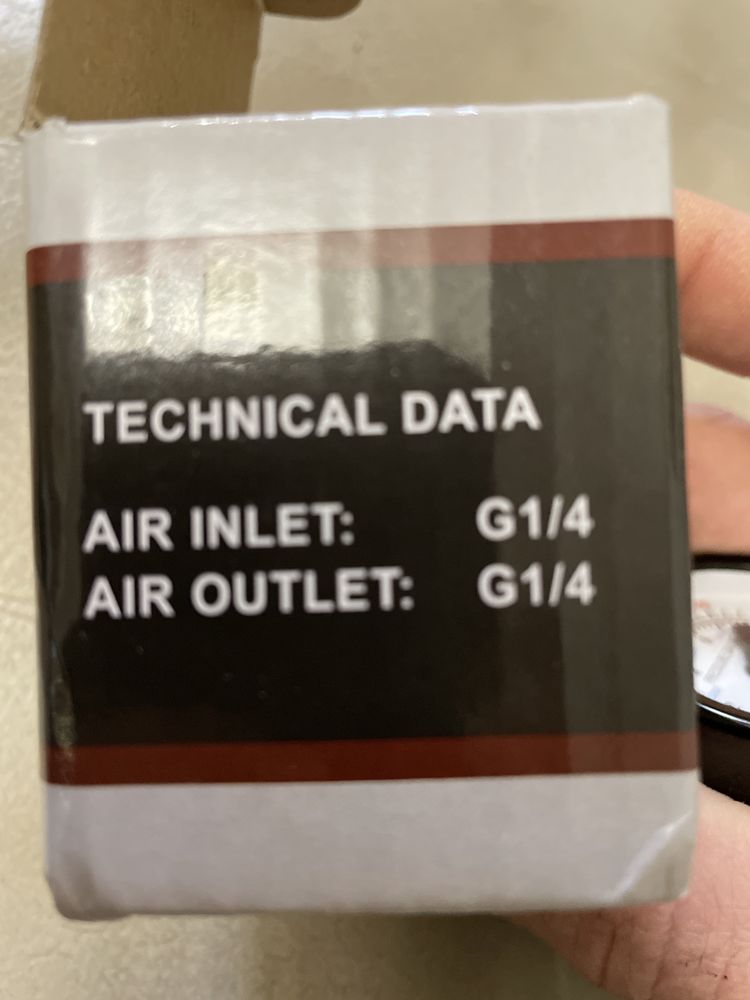 TECHNICAL DATA
AIR INLET: G1/4
AIR OUTLET: G1/4